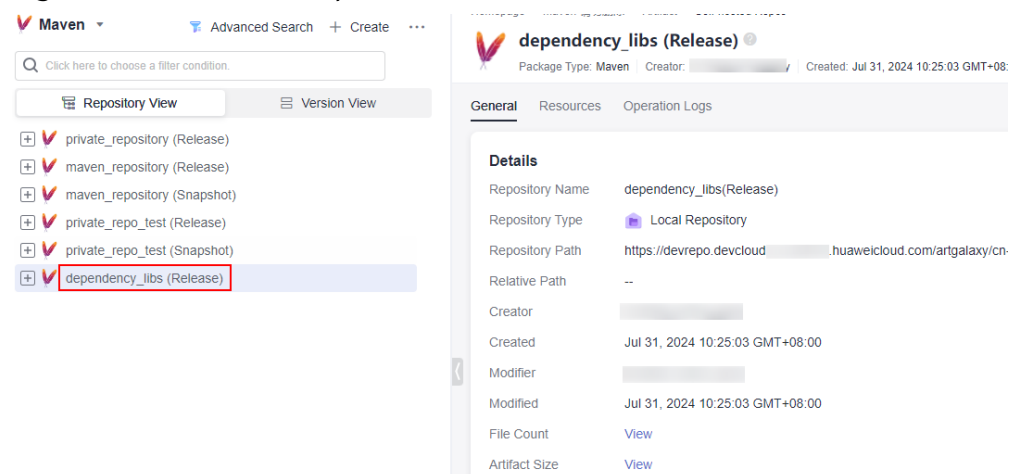 Maven
Advanced Search
Create
Click here to choose a filter condition.
Repository View
Version View
private_repository (Release)
maven_repository (Release)
maven_repository (Snapshot)
private_repo_test (Release)
private_repo_test (Snapshot)
dependency_libs (Release)
dependency_libs (Release)
Package Type: Maven Creator: Created: Jul 31, 2024 10:25:03 GMT+08:
General Resources Operation Logs
Details
Repository Name dependency_libs(Release)
Repository Type Local Repository
Repository Path https://devrepo.devcloud .huaweicloud.com/artgalaxy/cn-
Relative Path --
Creator
Created Jul 31, 2024 10:25:03 GMT+08:00
Modifier
Modified Jul 31, 2024 10:25:03 GMT+08:00
File Count View
Artifact Size View